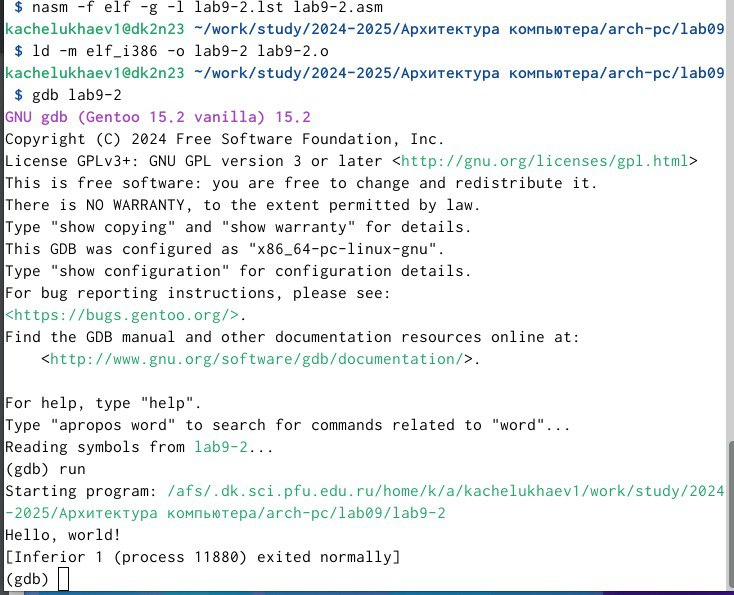 $ nasm -f elf -g -l lab9-2.lst lab9-2.asm
kachelukhaev1@dk2n23 ~/work/study/2024-2025/Архитектура компьютера/arch-pc/lab09
$ ld -m elf_i386 -o lab9-2 lab9-2.o
kachelukhaev1@dk2n23 ~/work/study/2024-2025/Архитектура компьютера/arch-pc/lab09
$ gdb lab9-2
GNU gdb (Gentoo 15.2 vanilla) 15.2
Copyright (C) 2024 Free Software Foundation, Inc.
License GPLv3+: GNU GPL version 3 or later <http://gnu.org/licenses/gpl.html>
This is free software: you are free to change and redistribute it.
There is NO WARRANTY, to the extent permitted by law.
Type "show copying" and "show warranty" for details.
This GDB was configured as "x86_64-pc-linux-gnu".
Type "show configuration" for configuration details.
For bug reporting instructions, please see:
<https://bugs.gentoo.org/>.
Find the GDB manual and other documentation resources online at:
<http://www.gnu.org/software/gdb/documentation/>.
For help, type "help".
Type "apropos word" to search for commands related to "word"...
Reading symbols from lab9-2...
(gdb) run
Starting program: /afs/.dk.sci.pfu.edu.ru/home/k/a/kachelukhaev1/work/study/2024
-2025/Архитектура компьютера/arch-pc/lab09/lab9-2
Hello, world!
[Inferior 1 (process 11880) exited normally]
(gdb)